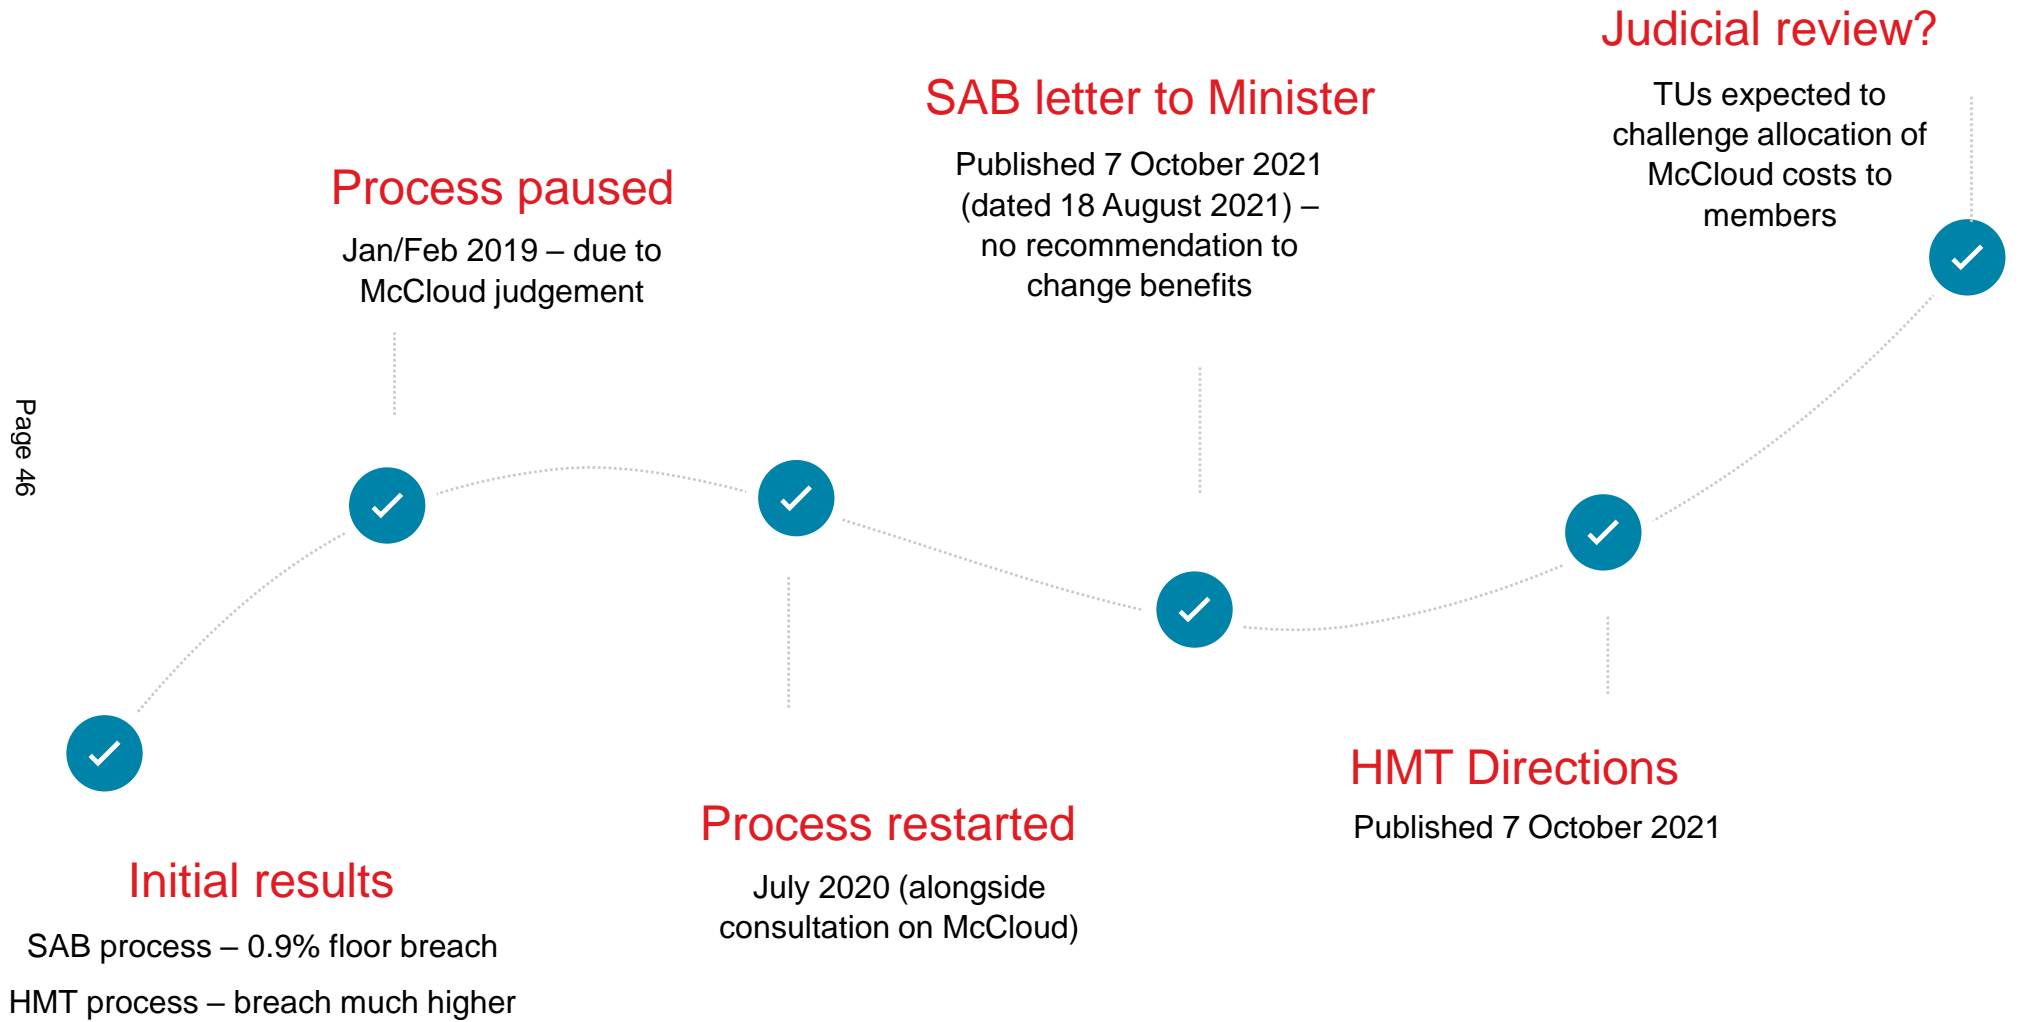 Judicial review?
TUs expected to
challenge allocation of
McCloud costs to
members
SAB letter to Minister
Published 7 October 2021
(dated 18 August 2021) –
no recommendation to
change benefits
Process paused
Jan/Feb 2019 – due to
McCloud judgement
Page 46
HMT Directions
Published 7 October 2021
Process restarted
July 2020 (alongside
consultation on McCloud)
Initial results
SAB process – 0.9% floor breach
HMT process – breach much higher